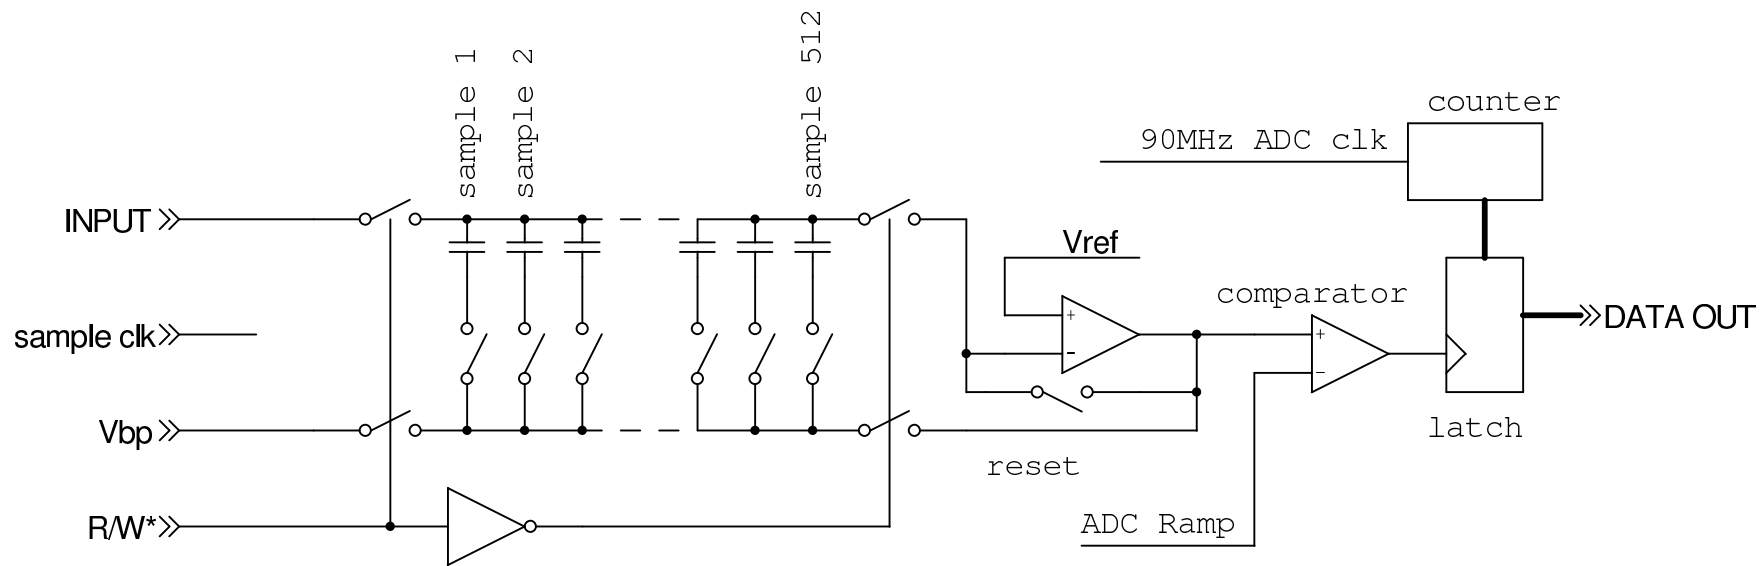 sample 1
sample 2
sample 512
counter
90MHz ADC clk
INPUT
Vref
comparator
sample clk
DATA OUT
Vbp
latch
reset
R/W*
ADC Ramp